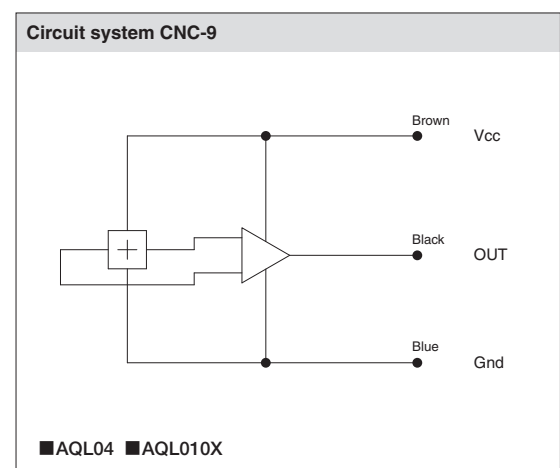 Circuit system CNC-9
Brown
Vcc
Black
OUT
Blue
Gnd
■AQL04 ■AQL010X